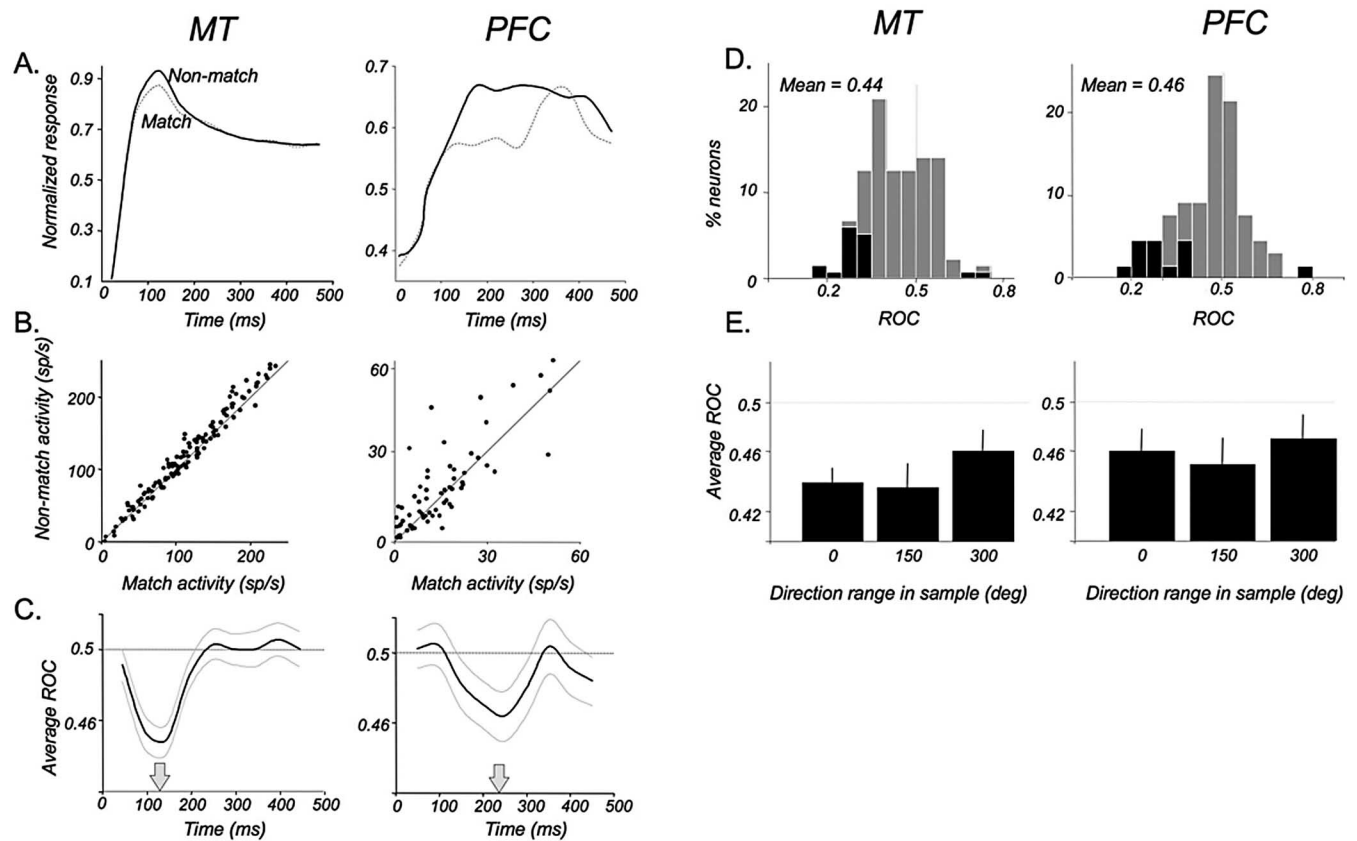 MT PFC
A.
Normalized response
0.9
0.7
0.5
0.3
0.1
Non-match
Match
0 100 200 300 400 500
Time (ms)
0.7
0.6
0.5
0.4
0 100 200 300 400 500
Time (ms)
B.
Non-match activity (sp/s)
200
100
0
0 100 200
Match activity (sp/s)
60
30
0
0 30 60
Match activity (sp/s)
C.
Average ROC
0.5
0.46
0 100 200 300 400 500
Time (ms)
0.5
0.46
0 100 200 300 400 500
Time (ms)
MT PFC
D.
% neurons
Mean = 0.44
20
10
0
0.2 0.5 0.8
ROC
Mean = 0.46
20
10
0
0.2 0.5 0.8
ROC
E.
Average ROC
0.5
0.46
0.42
0 150 300
Direction range in sample (deg)
0.5
0.46
0.42
0 150 300
Direction range in sample (deg)